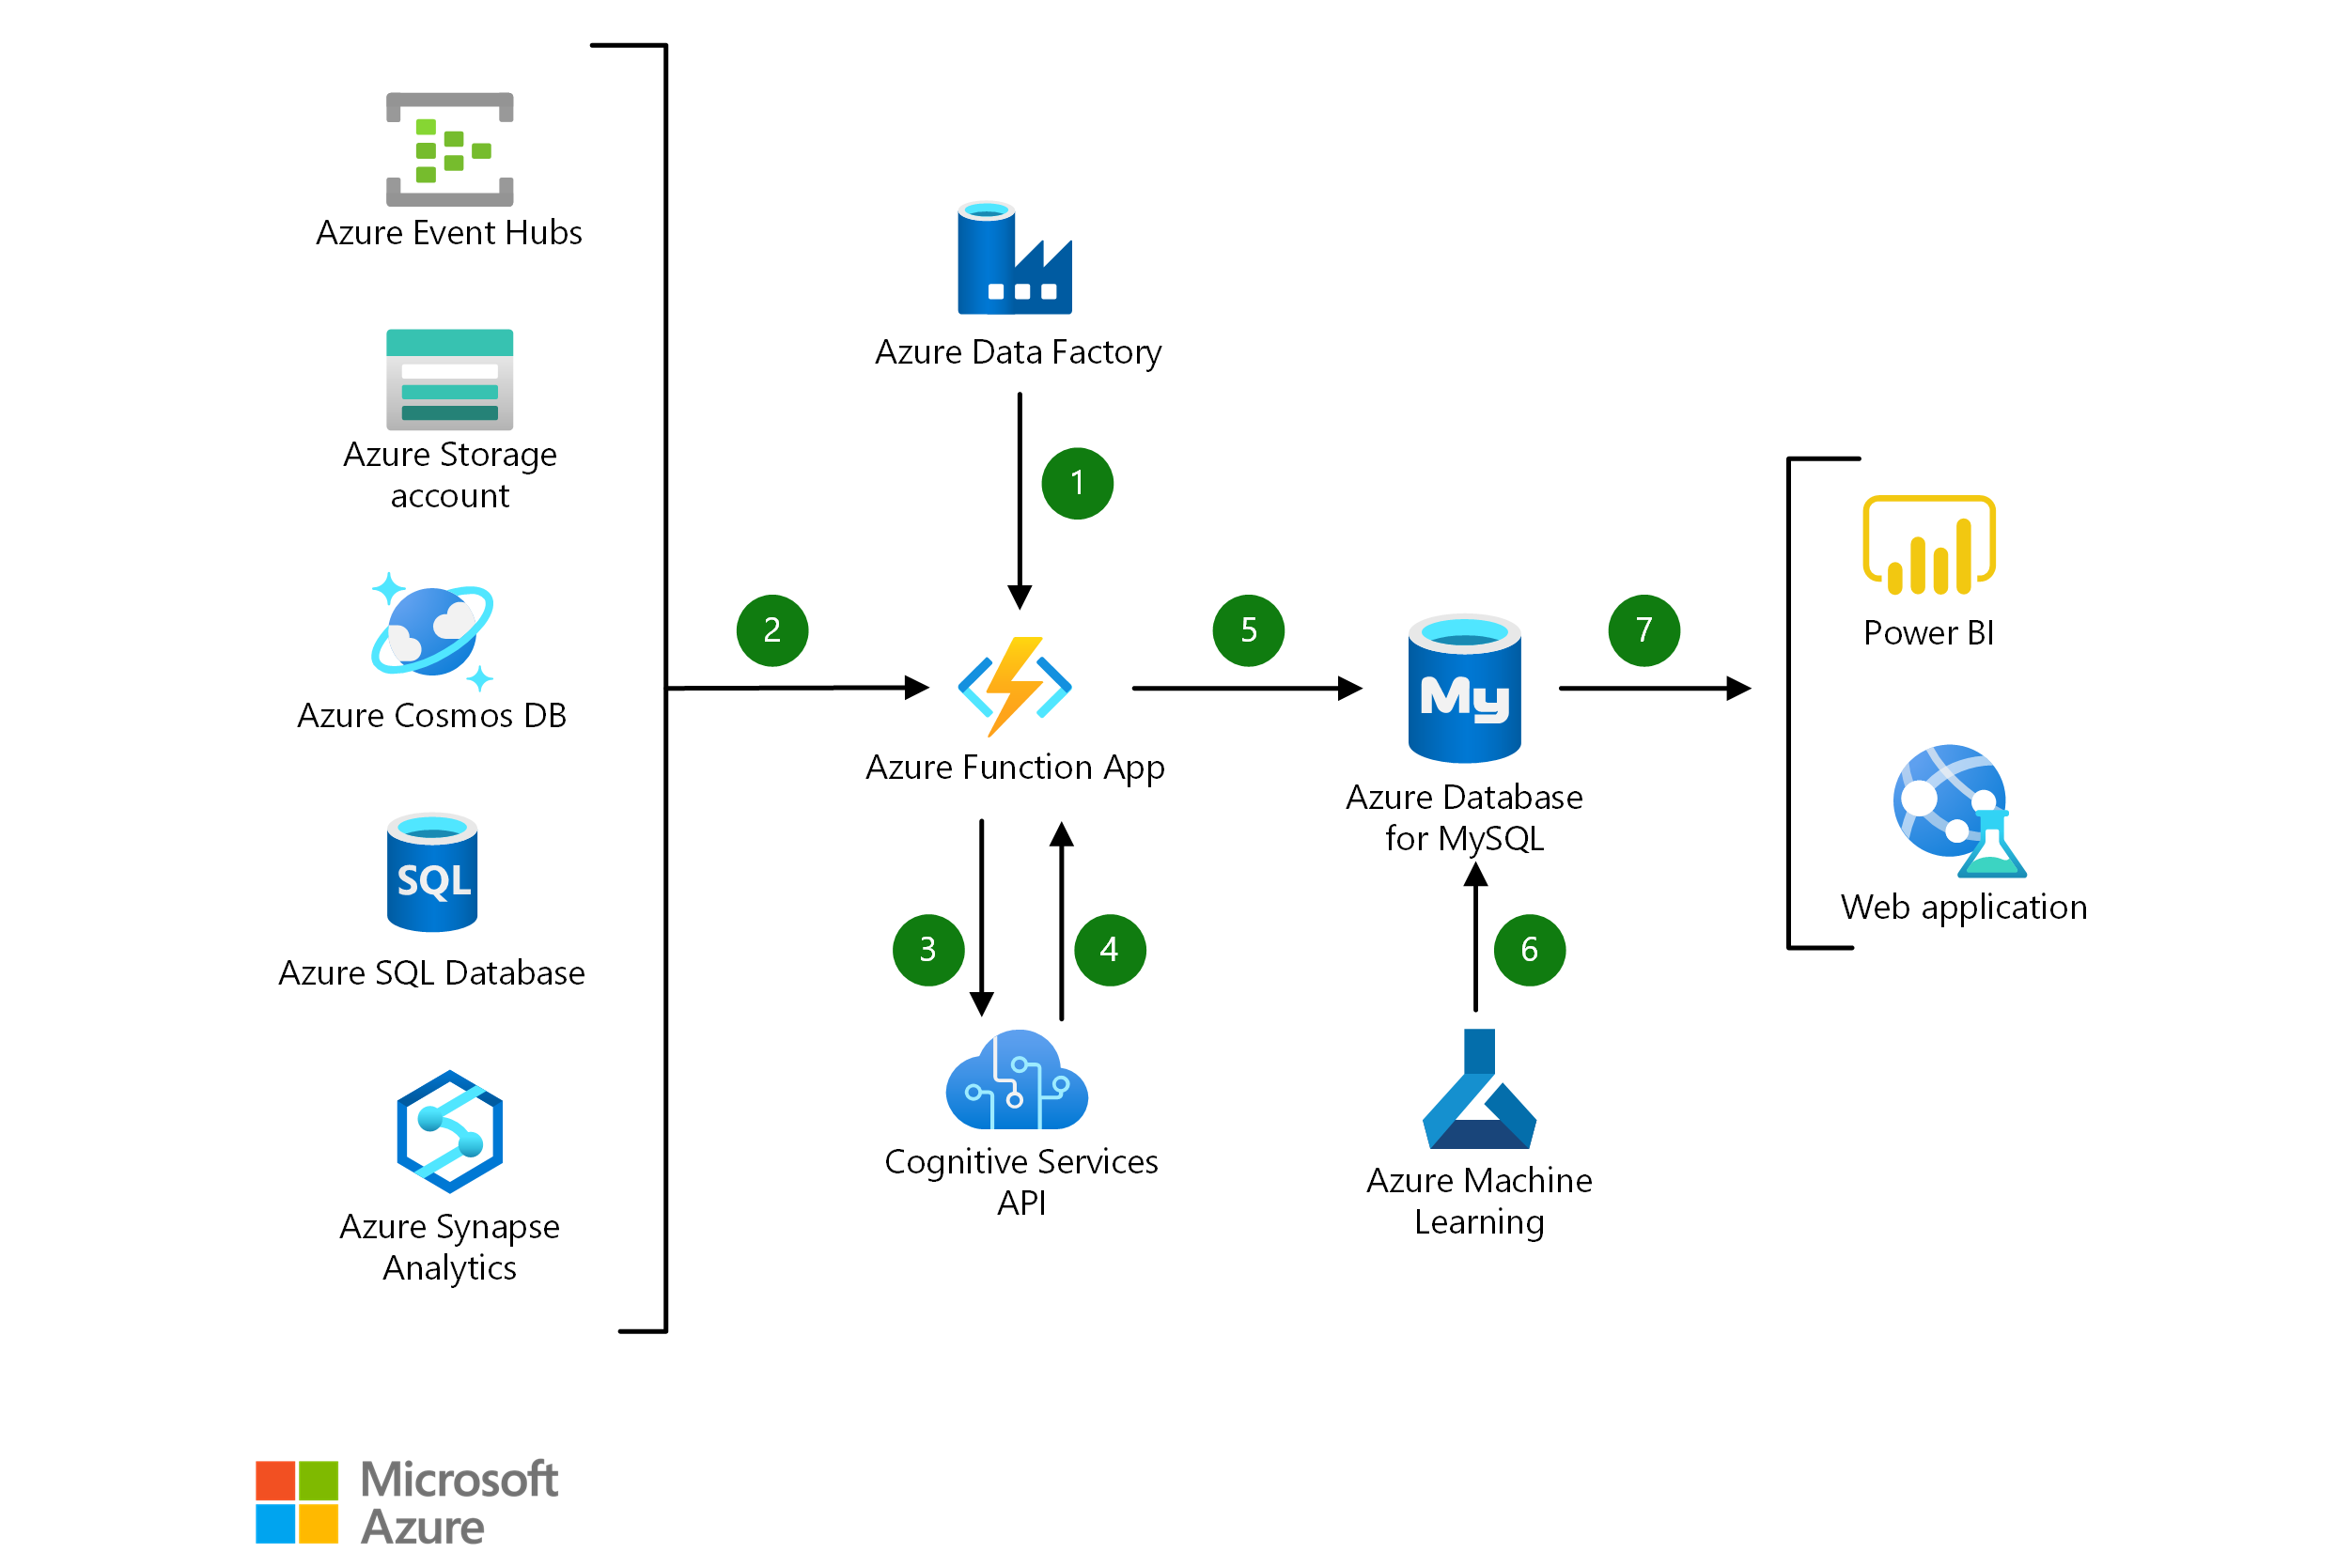 Azure Event Hubs
Azure Storage
account
Azure Cosmos DB
SQL
Azure SQL Database
Azure Synapse
Analytics
2
Azure Data Factory
1
Azure Function App
3
4
Cognitive Services
API
5
My
Azure Database
for MySQL
6
Azure Machine
Learning
7
Power BI
Web application
Microsoft
Azure